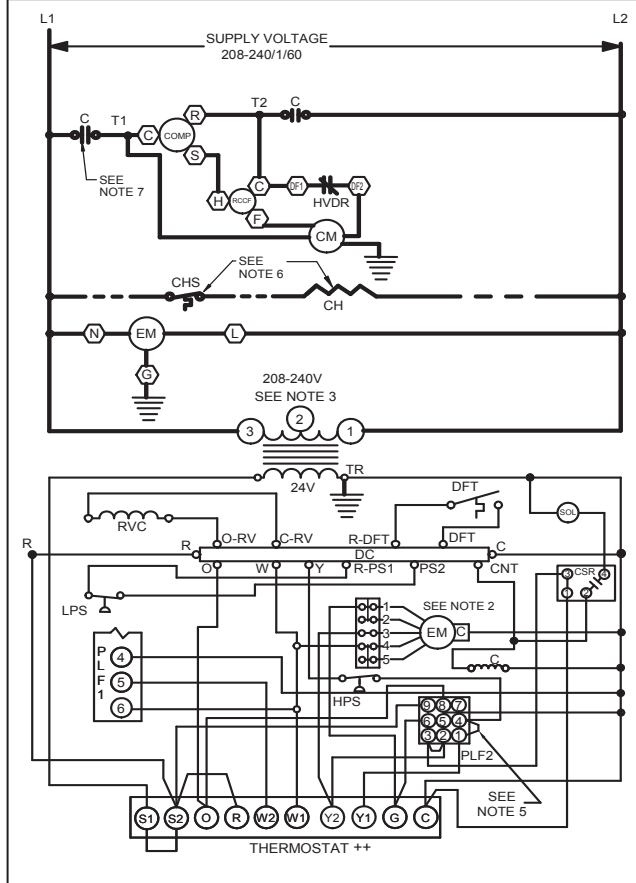 L1 L2
SUPPLY VOLTAGE
208-240/1/60
C T1 C COMP R S T2 C
SEE
NOTE 7
H RCCF C F DF1 DF2
HVDR
CM
SEE
NOTE 6
CHS CH
N EM L
G
208-240V
SEE NOTE 3
3 2 1
24V TR
RVC O-RV C-RV R-DFT DFT DFT SOL
R R DC C
O W Y R-PS1 PS2 CNT
3 4 CSR
1 2
LPS
1 SEE NOTE 2
2
3 EM C
4
5
C
P L F 1
4
5
6
HPS
9 8 7
6 5 4
3 2 1
PLF2
SEE
NOTE 5
S1 S2 O R W2 W1 Y2 Y1 G C
THERMOSTAT ++